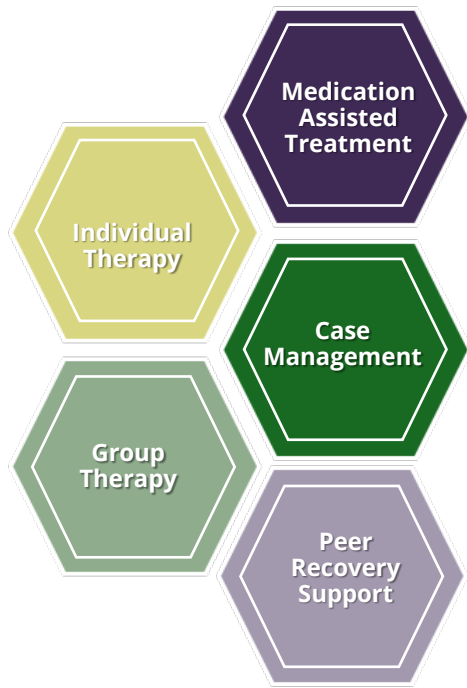 Medication
Assisted
Treatment
Individual
Therapy
Case
Management
Group
Therapy
Peer
Recovery
Support